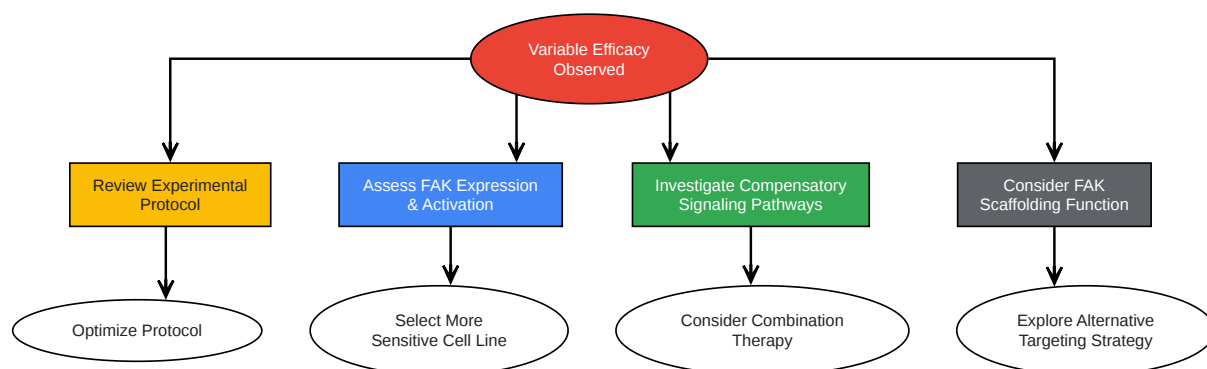 Variable Efficacy
Observed
Review Experimental
Protocol
Assess FAK Expression
& Activation
Investigate Compensatory
Signaling Pathways
Consider FAK
Scaffolding Function
Optimize Protocol
Select More
Sensitive Cell Line
Consider Combination
Therapy
Explore Alternative
Targeting Strategy